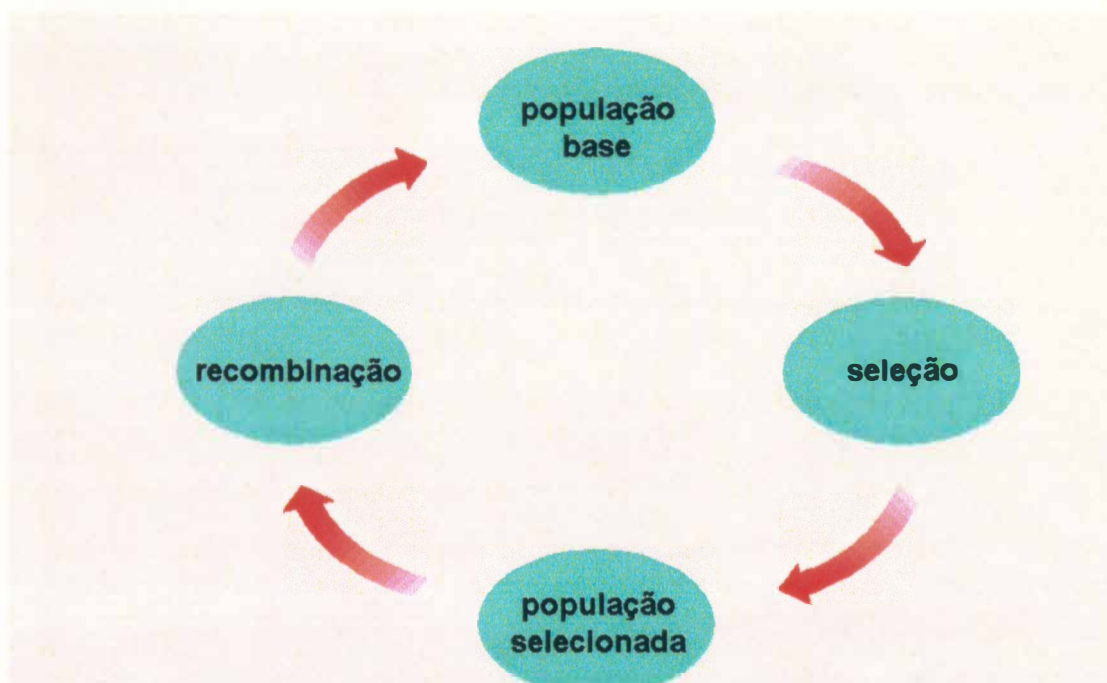 população
base
seleção
população
selecionada
recombinação